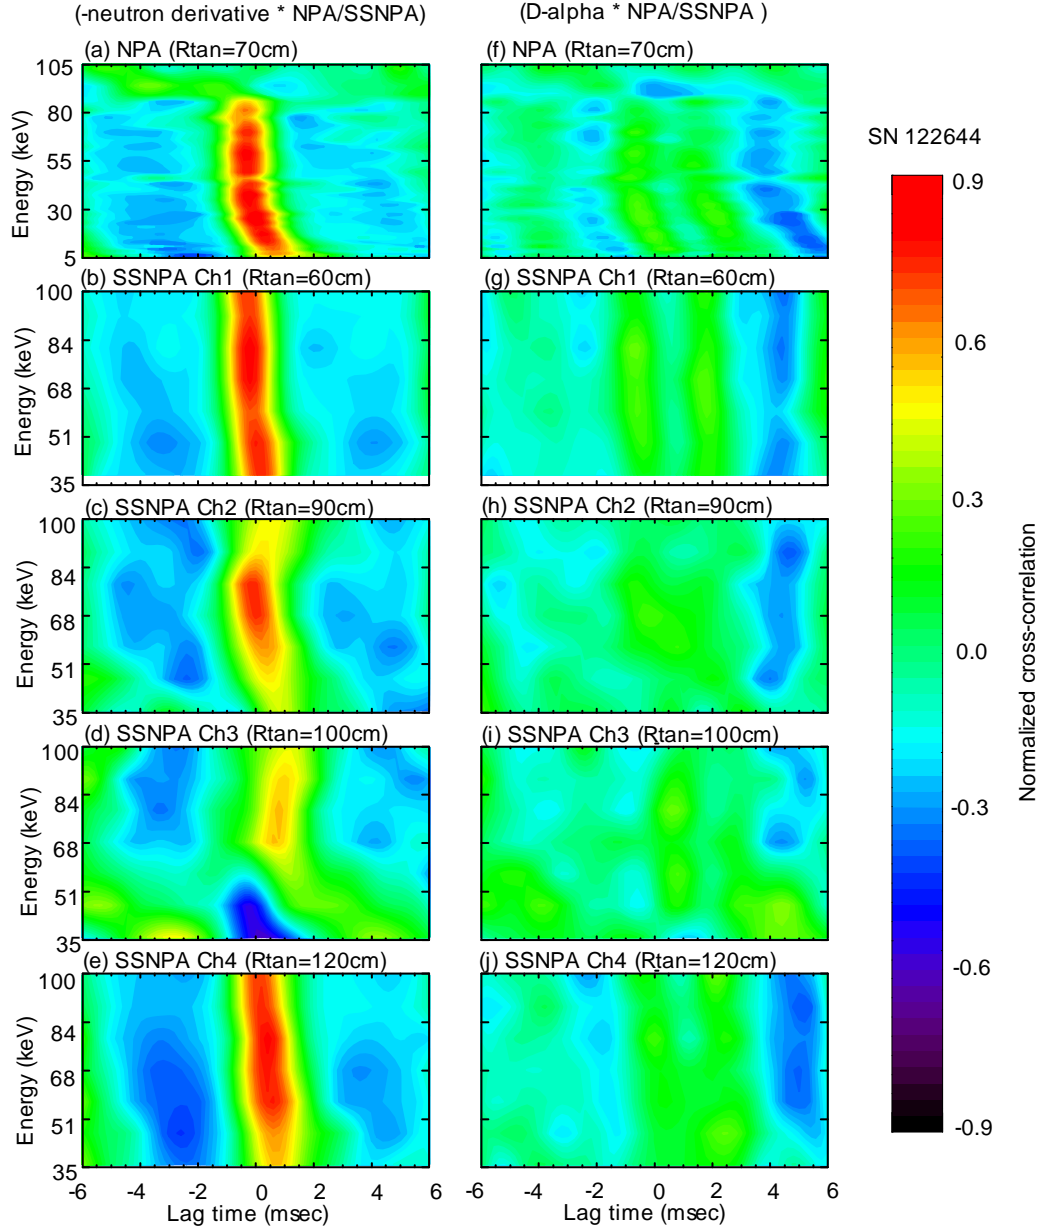 (-neutron derivative * NPA/SSNPA)
(D-alpha * NPA/SSNPA )
(a) NPA (Rtan=70cm)
105
80
55
30
5
Energy (keV)
(f) NPA (Rtan=70cm)
(b) SSNPA Ch1 (Rtan=60cm)
100
84
68
51
35
Energy (keV)
(g) SSNPA Ch1 (Rtan=60cm)
(c) SSNPA Ch2 (Rtan=90cm)
100
84
68
51
35
Energy (keV)
(h) SSNPA Ch2 (Rtan=90cm)
(d) SSNPA Ch3 (Rtan=100cm)
100
84
68
51
35
Energy (keV)
(i) SSNPA Ch3 (Rtan=100cm)
(e) SSNPA Ch4 (Rtan=120cm)
100
84
68
51
35
Energy (keV)
-6 -4 -2 0 2 4 6
Lag time (msec)
(j) SSNPA Ch4 (Rtan=120cm)
-6 -4 -2 0 2 4 6
Lag time (msec)
SN 122644
0.9
0.6
0.3
0.0
-0.3
-0.6
-0.9
Normalized cross-correlation